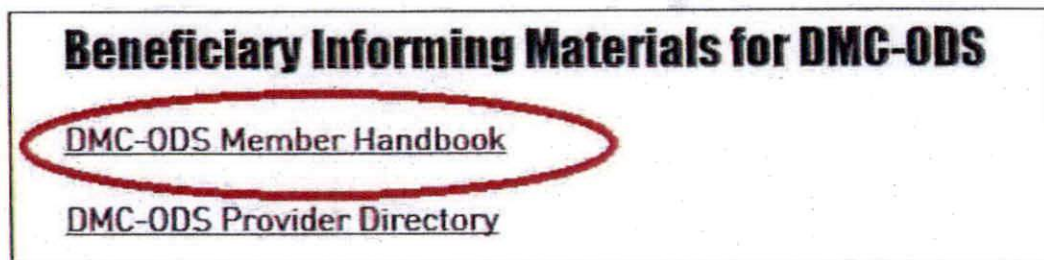 Beneficiary Informing Materials for DMC-ODS
DMC-ODS Member Handbook
DMC-ODS Provider Directory